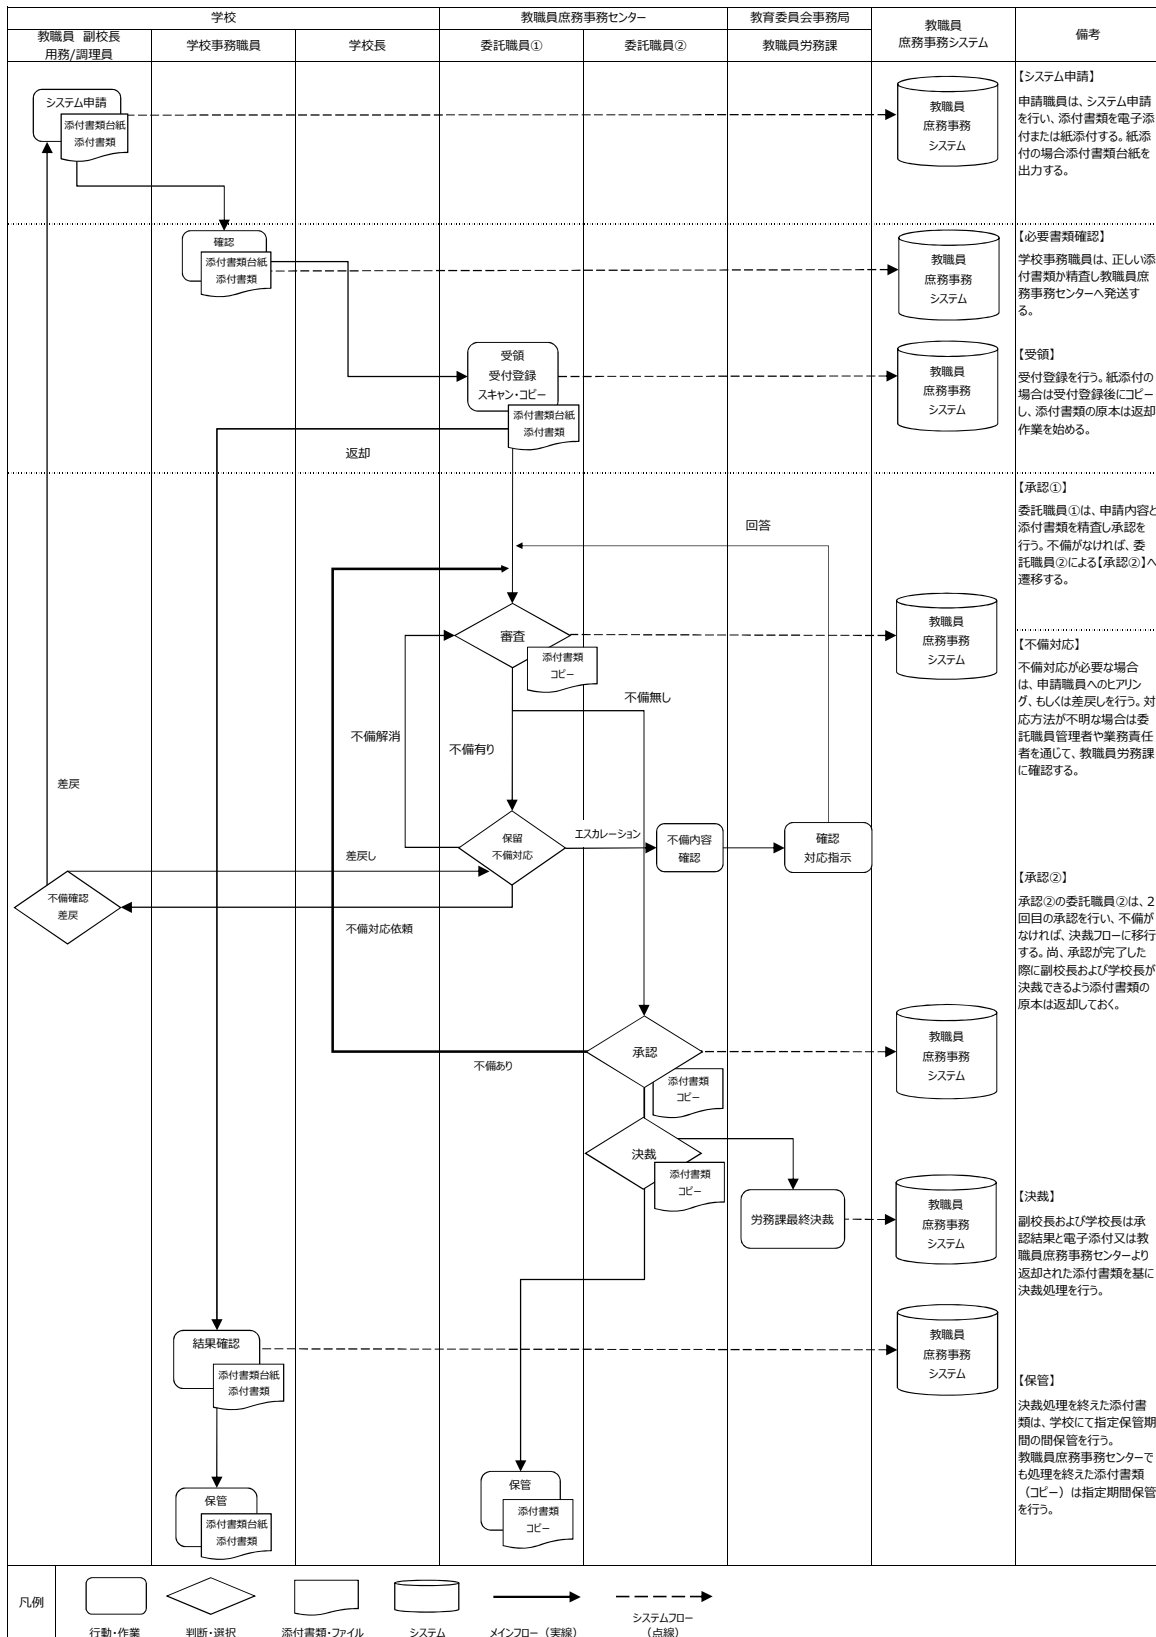 学校
教職員庶務事務センター
教育委員会事務局
教職員
庶務事務システム
備考
教職員 副校長
用務/調理員
学校事務職員
学校長
委託職員①
委託職員②
教職員労務課
システム申請
添付書類台紙
添付書類
教職員
庶務事務
システム
【システム申請】
申請職員は、システム申請
を行い、添付書類を電子添
付または紙添付する。紙添
付の場合添付書類台紙を
出力する。
確認
添付書類台紙
添付書類
教職員
庶務事務
システム
【必要書類確認】
学校事務職員は、正しい添
付書類か精査し教職員庶
務事務センターへ発送す
る。
受領
受付登録
スキャン・コピー
添付書類台紙
添付書類
返却
教職員
庶務事務
システム
【受領】
受付登録を行う。紙添付の
場合は受付登録後にコピー
し、添付書類の原本は返却
作業を始める。
【承認①】
委託職員①は、申請内容と
添付書類を精査し承認を
行う。不備がなければ、委
託職員②による【承認②】へ
遷移する。
回答
審査
添付書類
コピー
教職員
庶務事務
システム
不備無し
不備解消
不備有り
【不備対応】
不備対応が必要な場合
は、申請職員へのヒアリン
グ、もしくは差戻しを行う。対
応方法が不明な場合は委
託職員管理者や業務責任
者を通じて、教職員労務課
に確認する。
差戻
保留
不備対応
エスカレーション
不備内容
確認
確認
対応指示
差戻し
不備確認
差戻
不備対応依頼
【承認②】
承認②の委託職員②は、2
回目の承認を行い、不備が
なければ、決裁フローに移行
する。尚、承認が完了した
際に副校長および学校長が
決裁できるよう添付書類の
原本は返却しておく。
承認
添付書類
コピー
不備あり
教職員
庶務事務
システム
決裁
添付書類
コピー
労務課最終決裁
教職員
庶務事務
システム
【決裁】
副校長および学校長は承
認結果と電子添付又は教
職員庶務事務センターより
返却された添付書類を基に
決裁処理を行う。
結果確認
添付書類台紙
添付書類
教職員
庶務事務
システム
【保管】
決裁処理を終えた添付書
類は、学校にて指定保管期
間の間保管を行う。
教職員庶務事務センターで
も処理を終えた添付書類
（コピー）は指定期間保管
を行う。
保管
添付書類台紙
添付書類
保管
添付書類
コピー
凡例
行動・作業
判断・選択
添付書類・ファイル
システム
メインフロー（実線）
システムフロー
（点線）